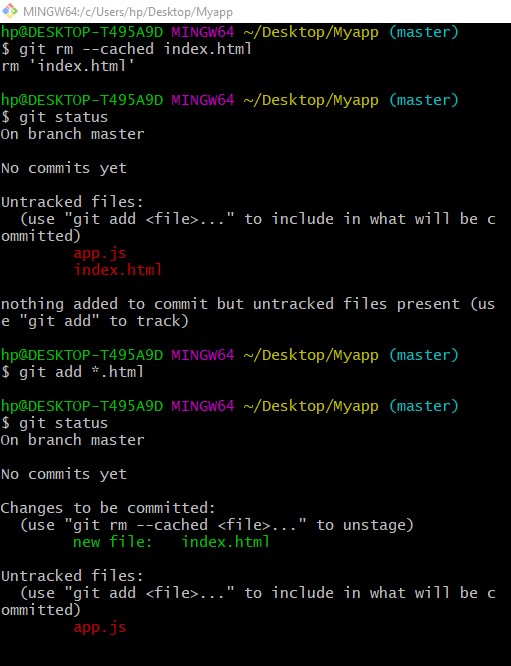 MINGW64:/c/Users/hp/Desktop/Myapp
hp@DESKTOP-T495A9D MINGW64 ~/Desktop/Myapp (master)
$ git rm --cached index.html
rm 'index.html'
hp@DESKTOP-T495A9D MINGW64 ~/Desktop/Myapp (master)
$ git status
On branch master
No commits yet
Untracked files:
  (use "git add <file>..." to include in what will be c
ommitted)
        app.js
        index.html
nothing added to commit but untracked files present (us
e "git add" to track)
hp@DESKTOP-T495A9D MINGW64 ~/Desktop/Myapp (master)
$ git add *.html
hp@DESKTOP-T495A9D MINGW64 ~/Desktop/Myapp (master)
$ git status
On branch master
No commits yet
Changes to be committed:
  (use "git rm --cached <file>..." to unstage)
        new file:   index.html
Untracked files:
  (use "git add <file>..." to include in what will be c
ommitted)
        app.js